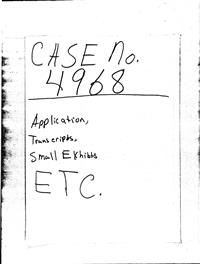 CASE No.
4968
Application,
Transcripts,
Small Exhibits
ETC.